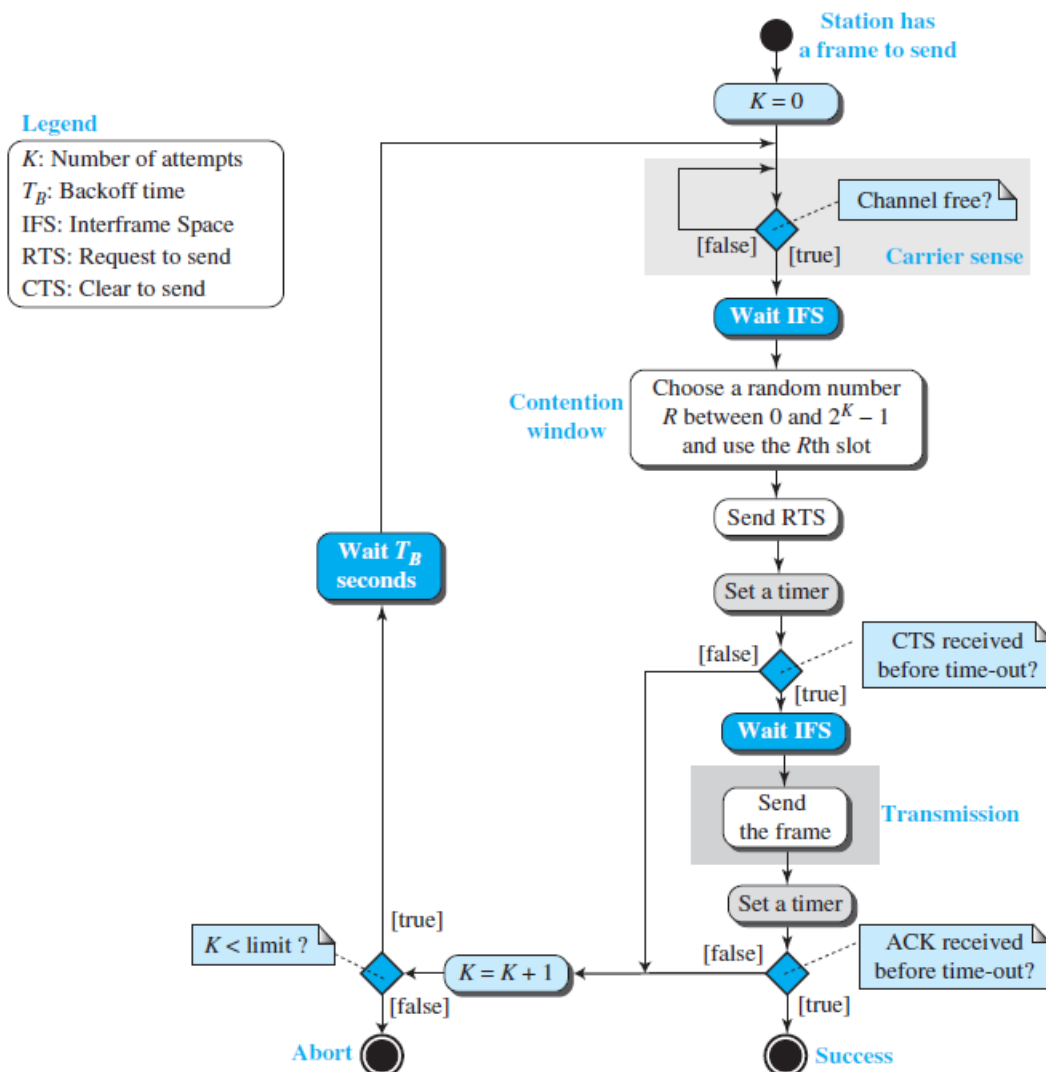 Station has
a frame to send
K = 0
Legend
K: Number of attempts
T_B: Backoff time
IFS: Interframe Space
RTS: Request to send
CTS: Clear to send
Channel free?
[false]
[true]
Carrier sense
Wait IFS
Contention
window
Choose a random number
R between 0 and 2^K – 1
and use the Rth slot
Send RTS
Wait T_B
seconds
Set a timer
CTS received
before time-out?
[false]
[true]
Wait IFS
Send
the frame
Transmission
Set a timer
K < limit ?
[true]
[false]
K = K + 1
[false]
ACK received
before time-out?
[true]
Abort
Success